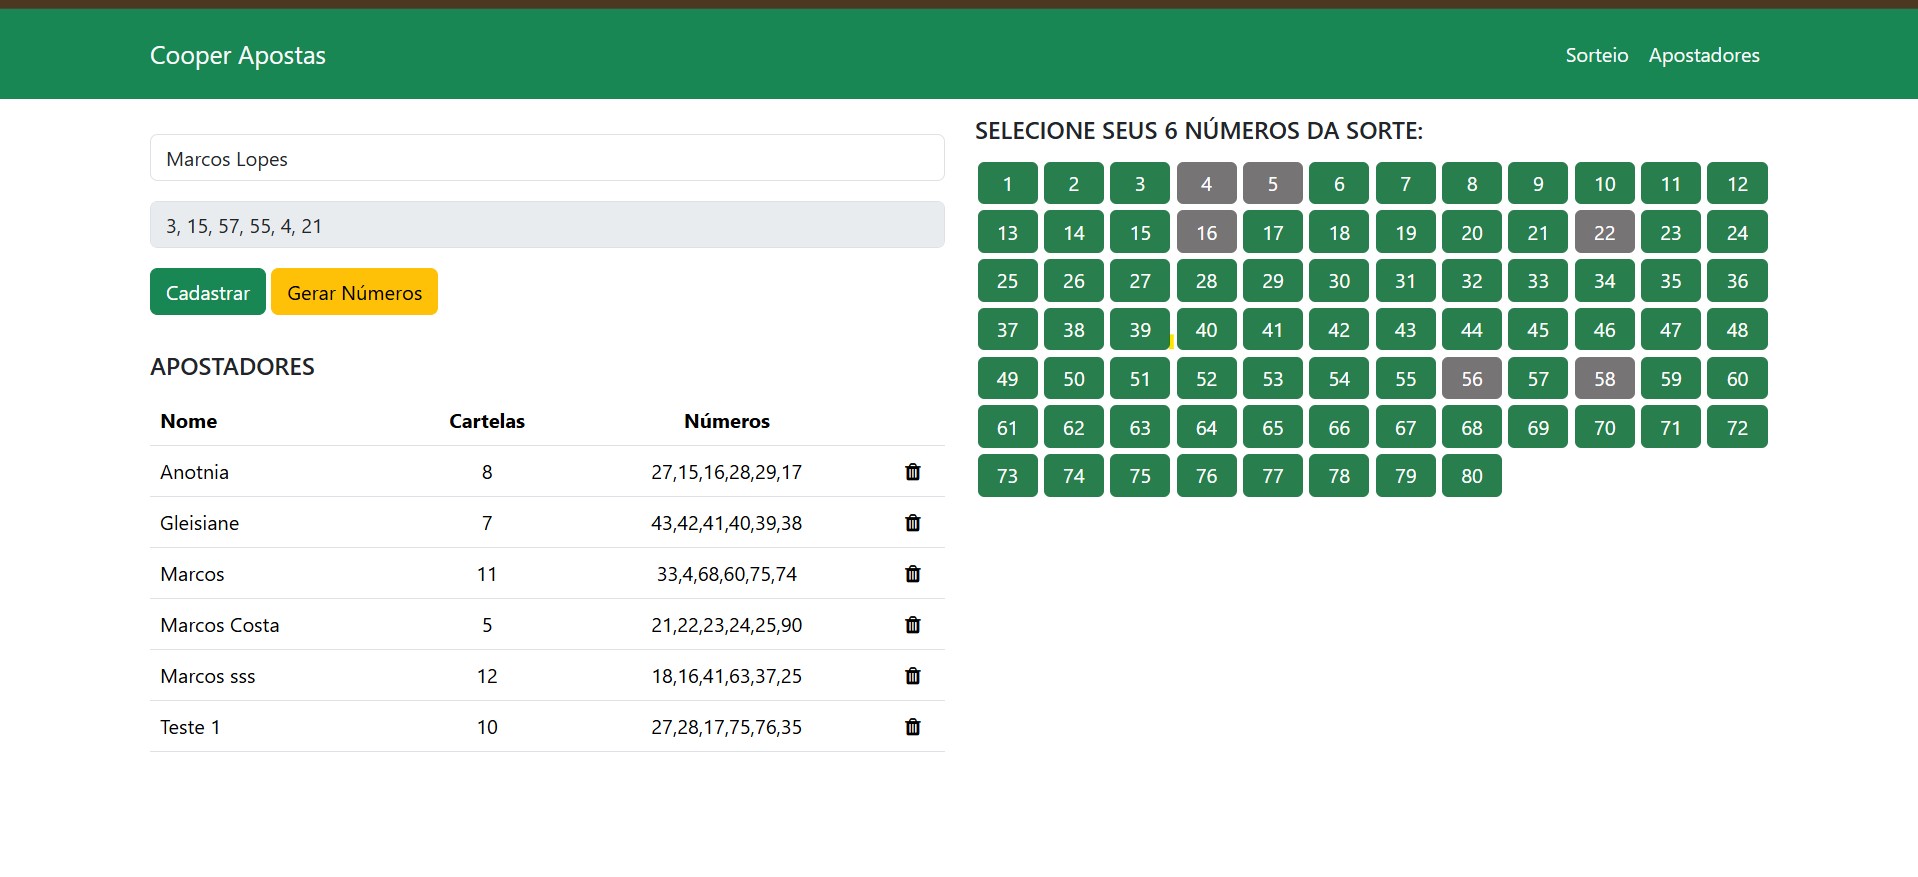 Cooper Apostas
Sorteio Apostadores
Marcos Lopes
3, 15, 57, 55, 4, 21
Cadastrar Gerar Números
APOSTADORES
Nome Cartelas Números
Anotnia 8 27,15,16,28,29,17
Gleisiane 7 43,42,41,40,39,38
Marcos 11 33,4,68,60,75,74
Marcos Costa 5 21,22,23,24,25,90
Marcos sss 12 18,16,41,63,37,25
Teste 1 10 27,28,17,75,76,35
SELECIONE SEUS 6 NÚMEROS DA SORTE:
1 2 3 4 5 6 7 8 9 10 11 12
13 14 15 16 17 18 19 20 21 22 23 24
25 26 27 28 29 30 31 32 33 34 35 36
37 38 39 40 41 42 43 44 45 46 47 48
49 50 51 52 53 54 55 56 57 58 59 60
61 62 63 64 65 66 67 68 69 70 71 72
73 74 75 76 77 78 79 80